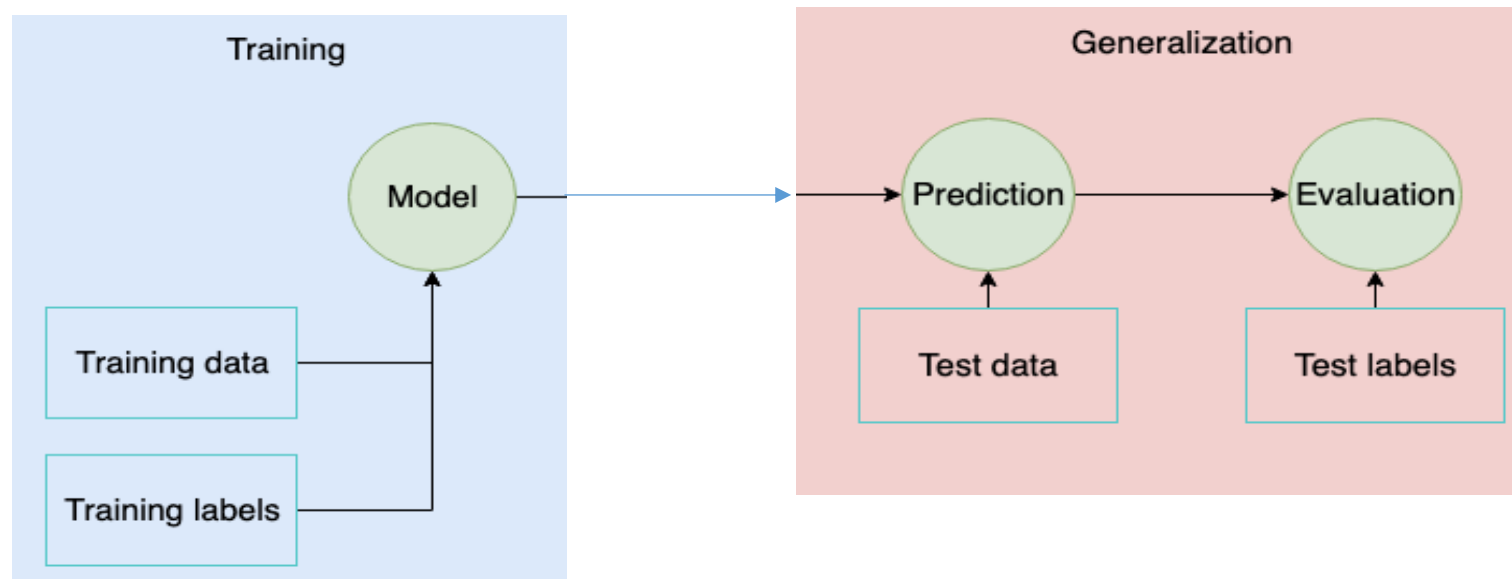 Training
Generalization
Model
Prediction
Evaluation
Training data
Test data
Test labels
Training labels